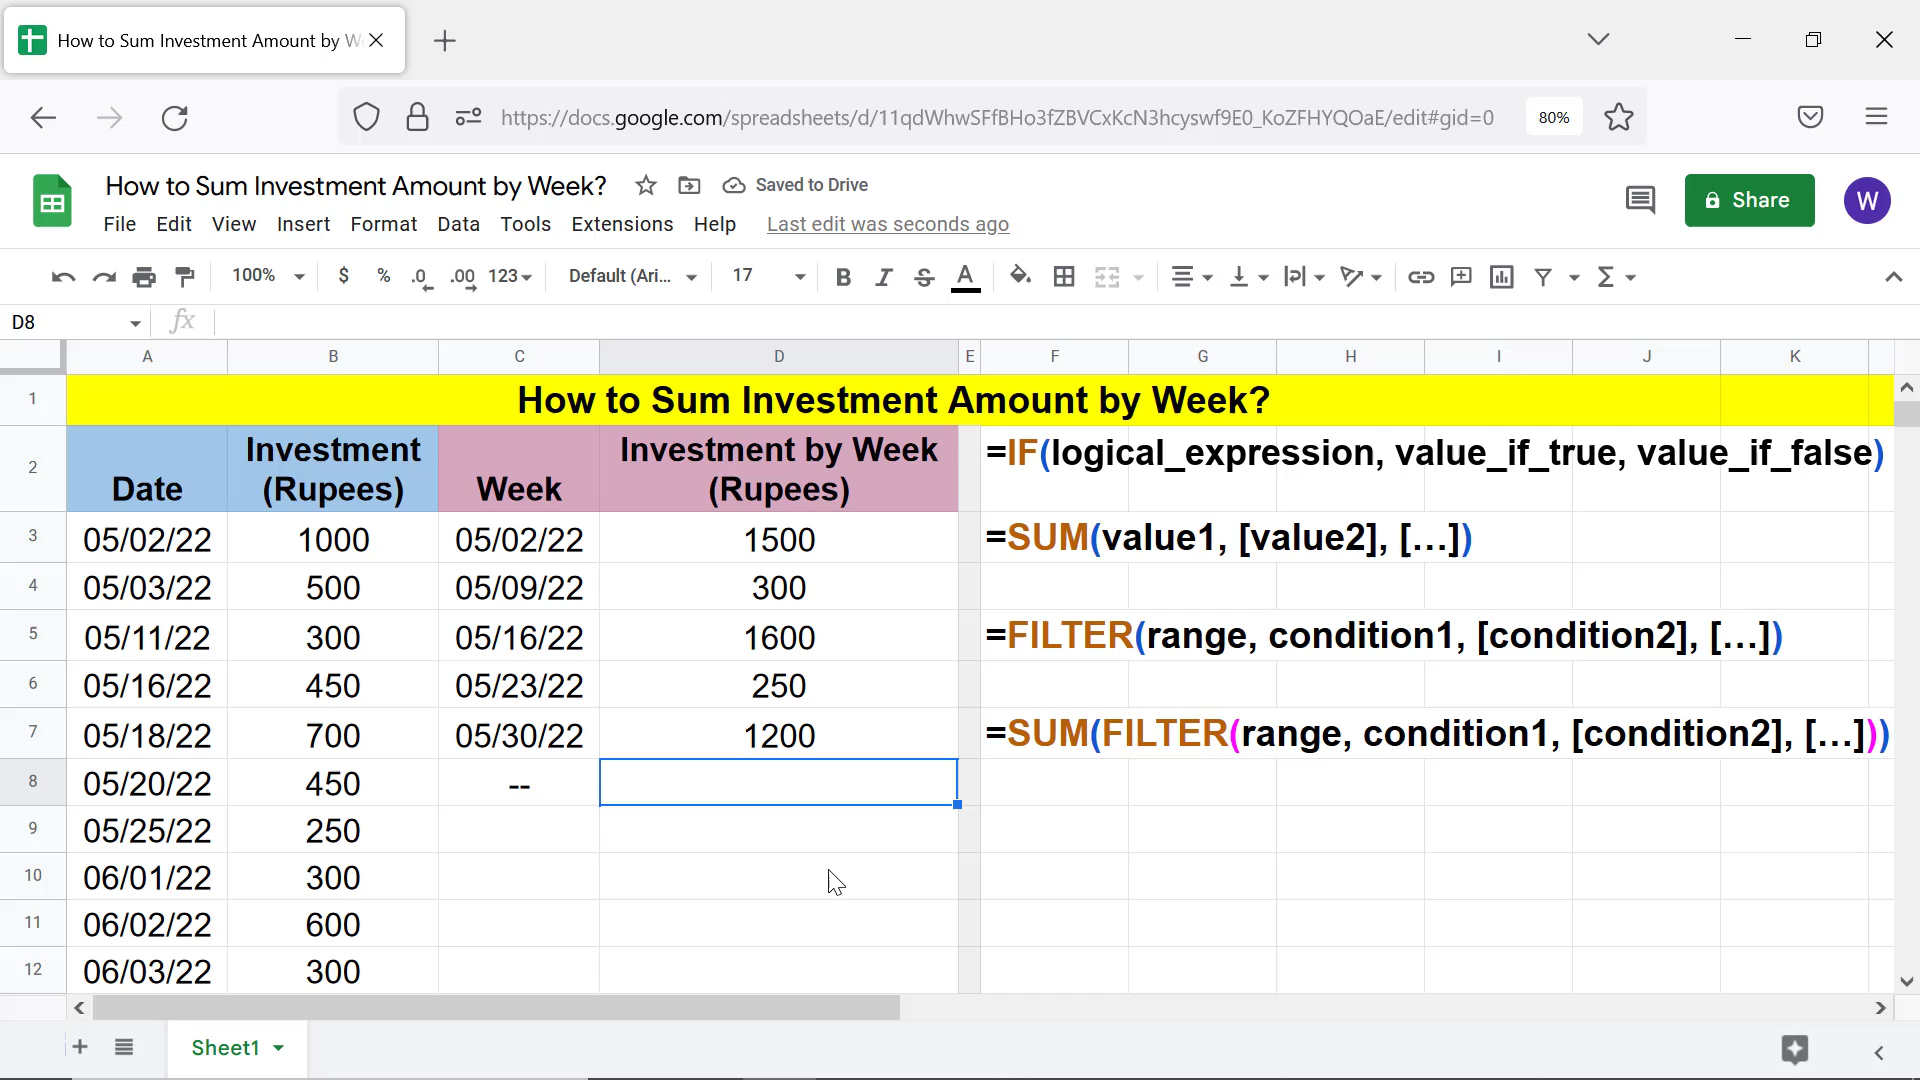 How to Sum Investment Amount by W
https://docs.google.com/spreadsheets/d/11qdWhwSFfBHo3fZBVCxKcN3hcyswf9E0_KoZFHYQOaE/edit#gid=0
80%
How to Sum Investment Amount by Week?
Saved to Drive
File Edit View Insert Format Data Tools Extensions Help Last edit was seconds ago
Share
W
100% $ % .0 .00 123 Default (Ari... 17 B I S A
D8 fx
A B C D E F G H I J K
1 How to Sum Investment Amount by Week?
2 Date Investment (Rupees) Week Investment by Week (Rupees) =IF(logical_expression, value_if_true, value_if_false)
3 05/02/22 1000 05/02/22 1500 =SUM(value1, [value2], […])
4 05/03/22 500 05/09/22 300
5 05/11/22 300 05/16/22 1600 =FILTER(range, condition1, [condition2], […])
6 05/16/22 450 05/23/22 250
7 05/18/22 700 05/30/22 1200 =SUM(FILTER(range, condition1, [condition2], […]))
8 05/20/22 450 --
9 05/25/22 250
10 06/01/22 300
11 06/02/22 600
12 06/03/22 300
Sheet1